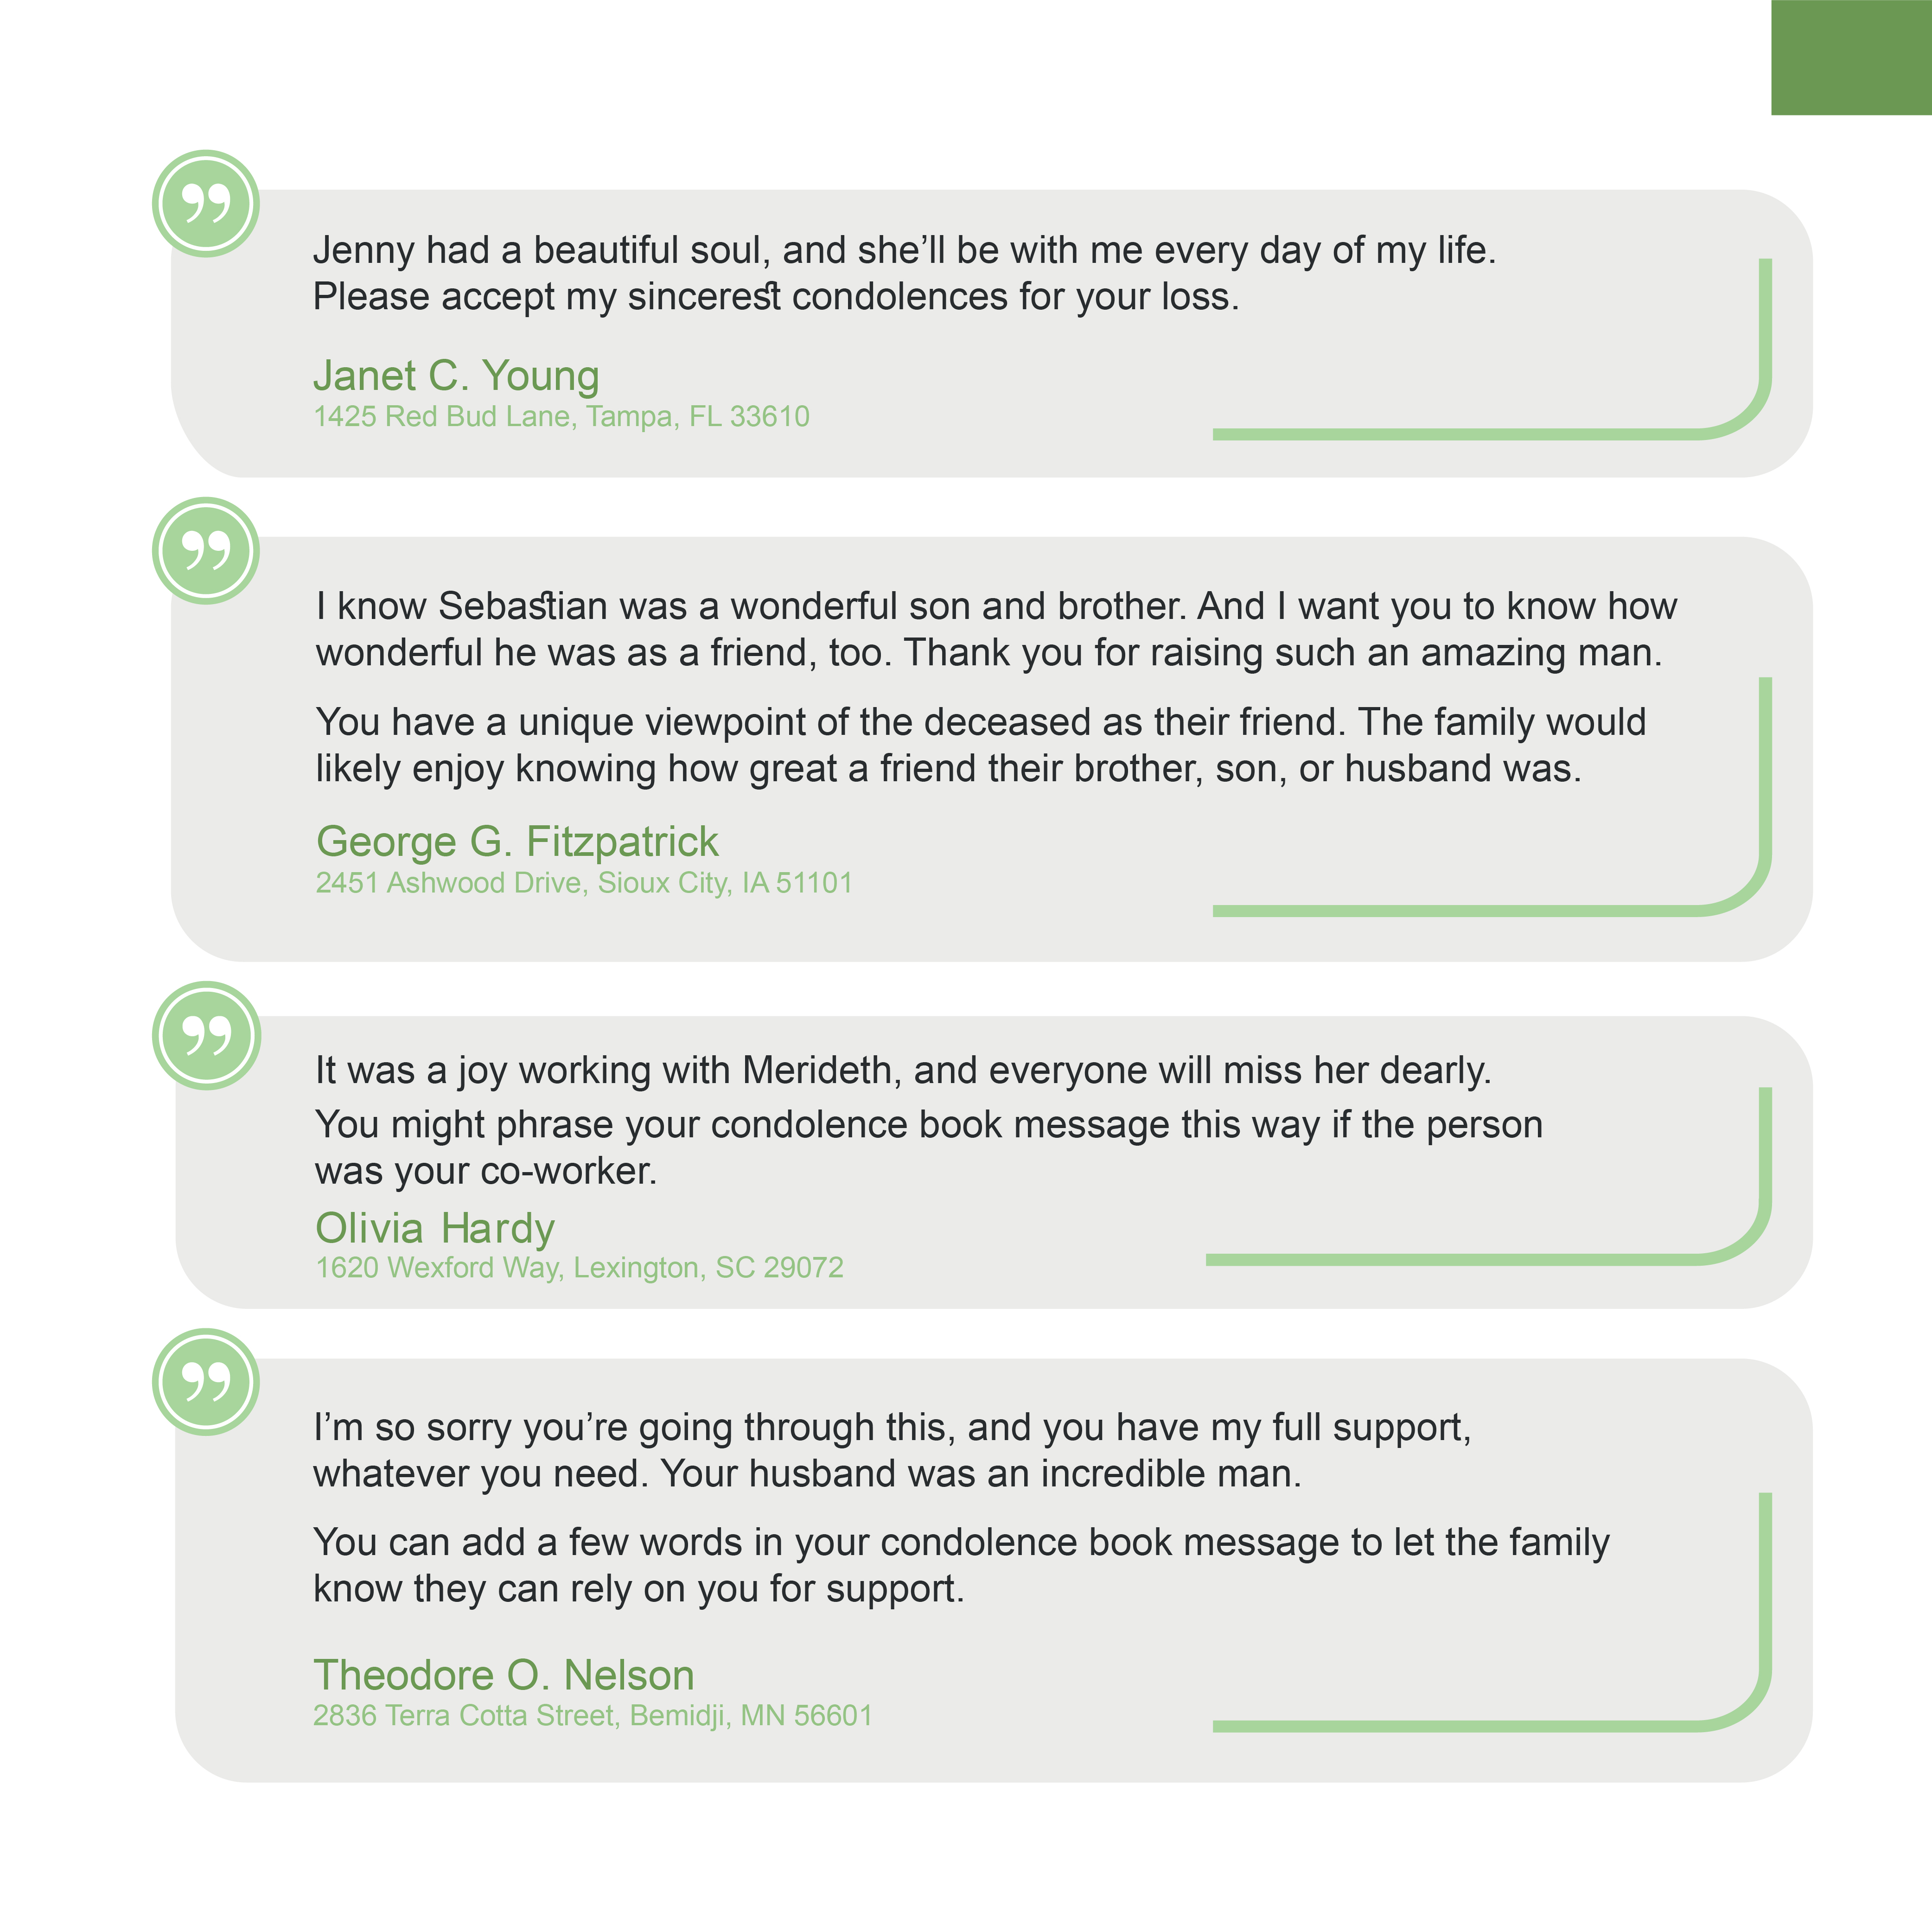 Jenny had a beautiful soul, and she’ll be with me every day of my life.
Please accept my sincerest condolences for your loss.
Janet C. Young
1425 Red Bud Lane, Tampa, FL 33610
I know Sebastian was a wonderful son and brother. And I want you to know how
wonderful he was as a friend, too. Thank you for raising such an amazing man.
You have a unique viewpoint of the deceased as their friend. The family would
likely enjoy knowing how great a friend their brother, son, or husband was.
George G. Fitzpatrick
2451 Ashwood Drive, Sioux City, IA 51101
It was a joy working with Merideth, and everyone will miss her dearly.
You might phrase your condolence book message this way if the person
was your co-worker.
Olivia Hardy
1620 Wexford Way, Lexington, SC 29072
I’m so sorry you’re going through this, and you have my full support,
whatever you need. Your husband was an incredible man.
You can add a few words in your condolence book message to let the family
know they can rely on you for support.
Theodore O. Nelson
2836 Terra Cotta Street, Bemidji, MN 56601